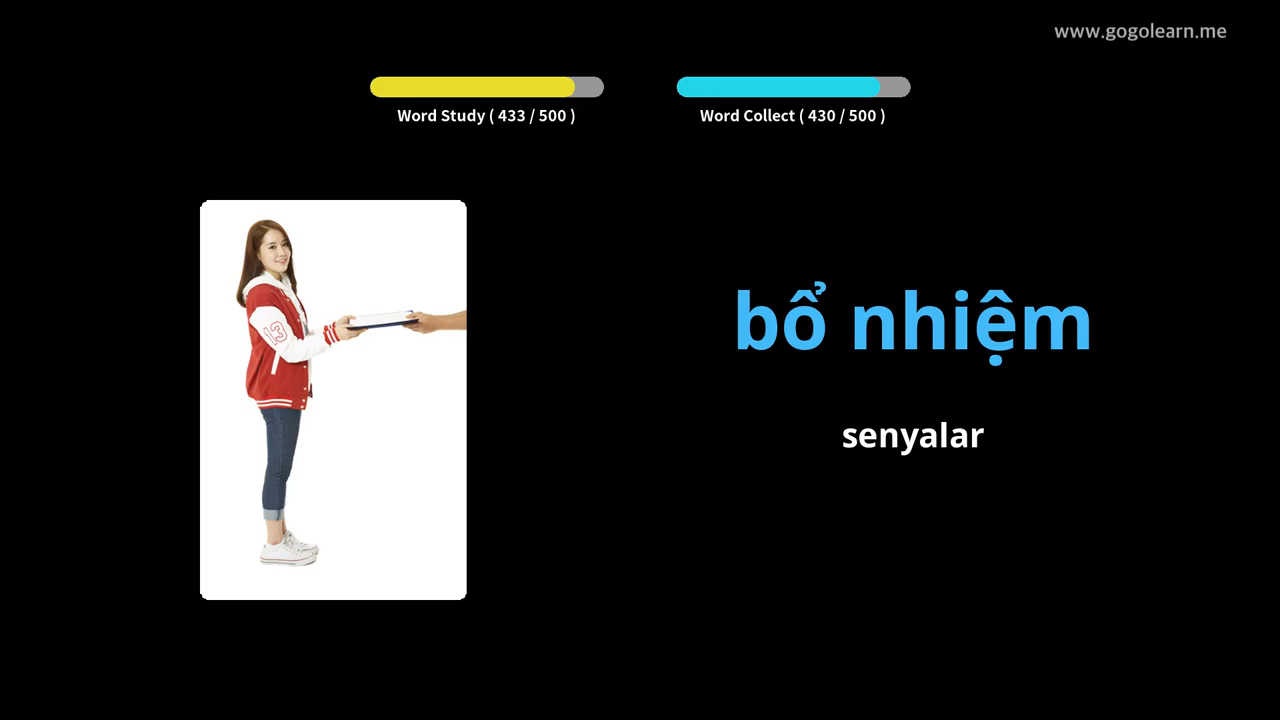 www.gogolearn.me
Word Study ( 433 / 500 )
Word Collect ( 430 / 500 )
13
bổ nhiệm
senyalar